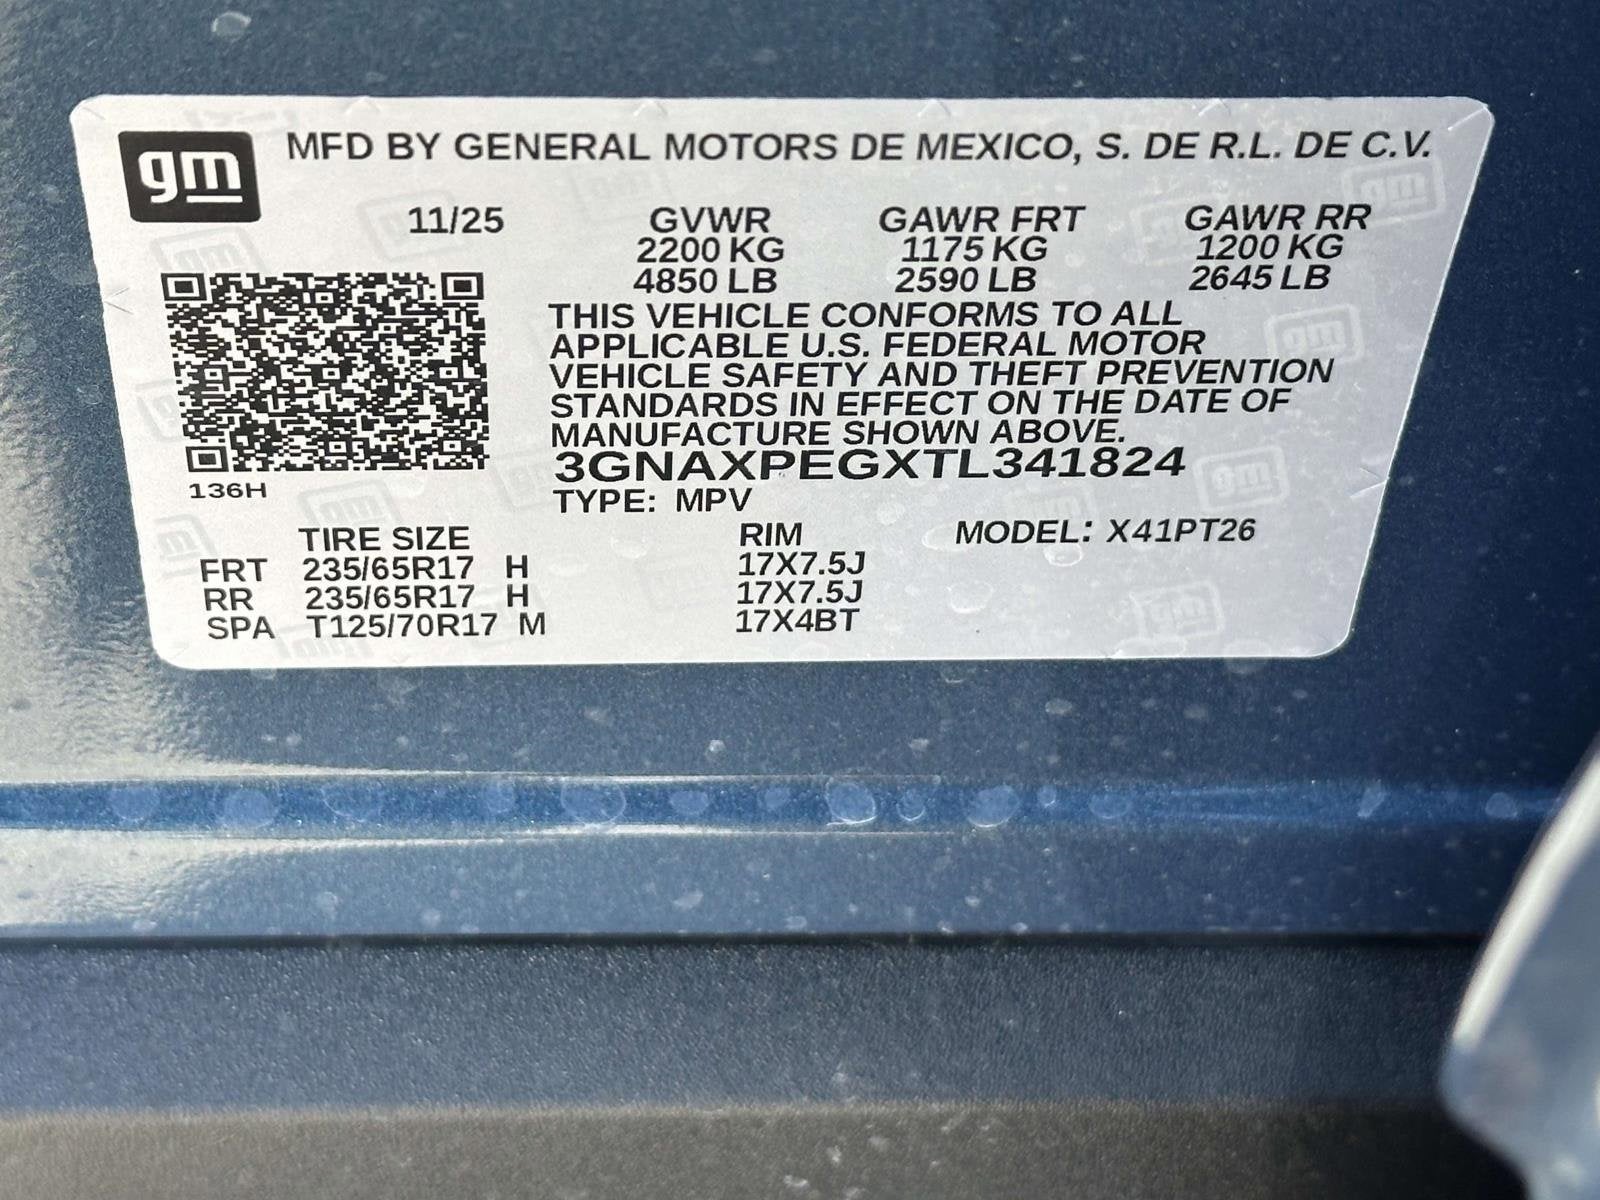 gm MFD BY GENERAL MOTORS DE MEXICO, S. DE R.L. DE C.V.
11/25 GVWR GAWR FRT GAWR RR
2200 KG 1175 KG 1200 KG
4850 LB 2590 LB 2645 LB
THIS VEHICLE CONFORMS TO ALL
APPLICABLE U.S. FEDERAL MOTOR
VEHICLE SAFETY AND THEFT PREVENTION
STANDARDS IN EFFECT ON THE DATE OF
MANUFACTURE SHOWN ABOVE.
3GNAXPEGXTL341824
136H
TYPE: MPV
TIRE SIZE RIM MODEL: X41PT26
FRT 235/65R17 H 17X7.5J
RR 235/65R17 H 17X7.5J
SPA T125/70R17 M 17X4BT